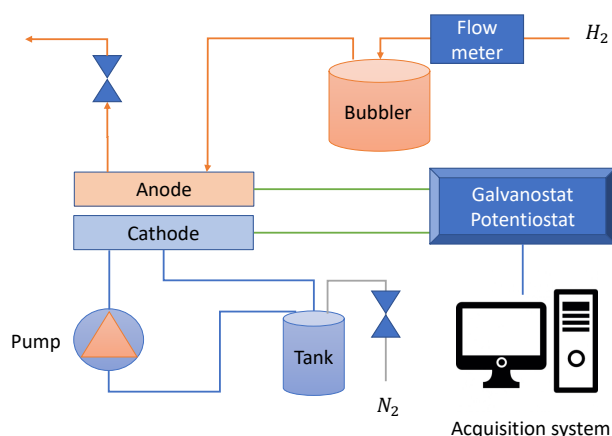 Flow
meter
H₂
Bubbler
Anode
Cathode
Galvanostat
Potentiostat
Pump
Tank
N₂
Acquisition system